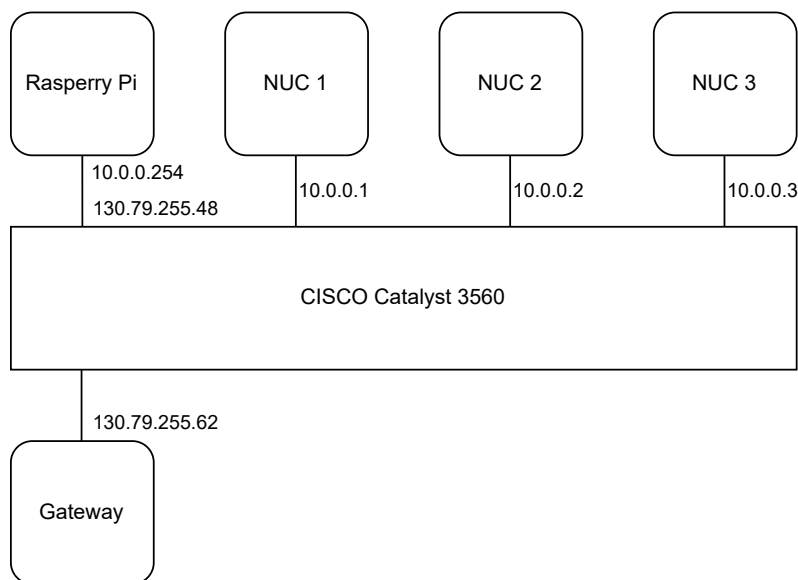 Rasperry Pi
NUC 1
NUC 2
NUC 3
10.0.0.254
130.79.255.48
10.0.0.1
10.0.0.2
10.0.0.3
CISCO Catalyst 3560
130.79.255.62
Gateway